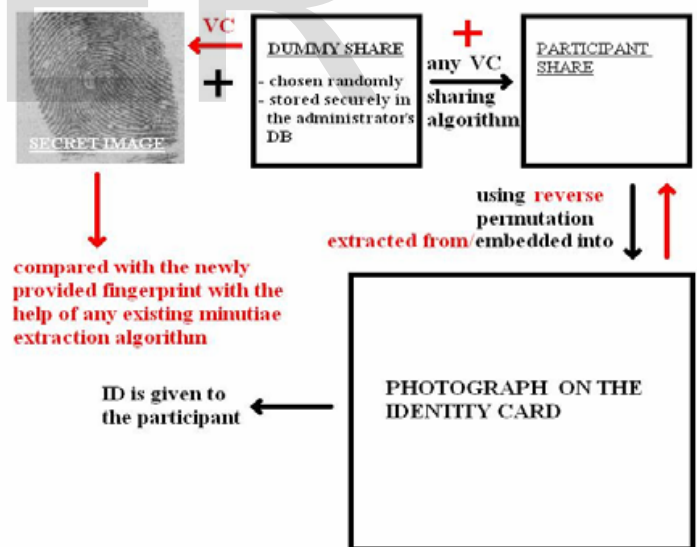 VC
+
SECRET IMAGE
DUMMY SHARE
- chosen randomly
- stored securely in
the administrator's
DB
+
any VC
sharing
algorithm
PARTICIPANT
SHARE
using reverse
permutation
extracted from/embedded into
compared with the newly
provided fingerprint with the
help of any existing minutiae
extraction algorithm
ID is given to
the participant
PHOTOGRAPH ON THE
IDENTITY CARD